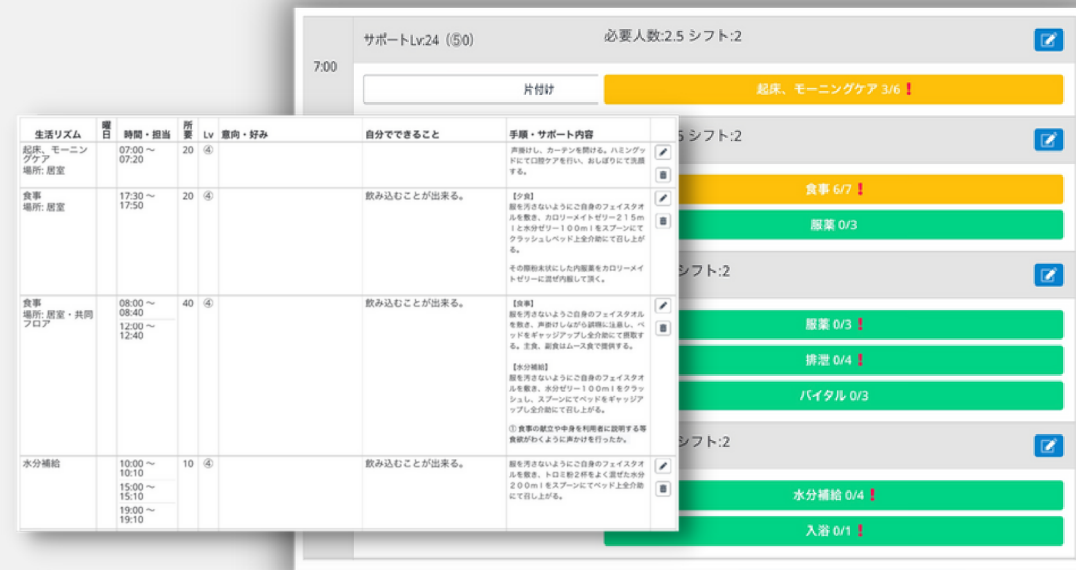 サポートLv:24（⑤0）
必要人数:2.5 シフト:2
7:00
片付け
起床、モーニングケア 3/6 ❗
5 シフト:2
食事 6/7 ❗
服薬 0/3
シフト:2
服薬 0/3 ❗
排泄 0/4 ❗
バイタル 0/3
シフト:2
水分補給 0/4 ❗
入浴 0/1 ❗
生活リズム
曜日
時間・担当
所要
Lv
意向・好み
自分でできること
手順・サポート内容
起床、モーニングケア
場所: 居室
07:00 ～
07:20
20
④
声掛けし、カーテンを開ける。ハミングッ
ドにて口腔ケアを行い、おしぼりにて洗顔
する。
食事
場所: 居室
17:30 ～
17:50
20
④
飲み込むことが出来る。
【夕食】
服を汚さないようにご自身のフェイスタオ
ルを敷き、カロリーメイトゼリー２１５ｍ
ｌと水分ゼリー１００ｍｌをスプーンにて
クラッシュしベッド上全介助にて召し上が
る。
その際粉末状にした内服薬をカロリーメイ
トゼリーに混ぜ内服して頂く。
食事
場所: 居室・共同
フロア
08:00 ～
08:40
12:00 ～
12:40
40
④
飲み込むことが出来る。
【食事】
服を汚さないようにご自身のフェイスタオル
を敷き、声掛けしながら誤嚥に注意し、ベ
ッドをギャッジアップし全介助にて摂取す
る。主食、副食はムース食で提供する。
【水分補給】
服を汚さないようにご自身のフェイスタオ
ルを敷き、水分ゼリー１００ｍｌをクラッ
シュし、スプーンにてベッドをギャッジア
ップし全介助にて召し上がる。
① 食事の献立や中身を利用者に説明する等
食欲がわくように声かけを行ったか。
水分補給
10:00 ～
10:10
15:00 ～
15:10
19:00 ～
19:10
10
④
飲み込むことが出来る。
服を汚さないようにご自身のフェイスタオ
ルを敷き、トロミ粉２杯をよく混ぜた水分
２００ｍｌをスプーンにてベッド上全介助
にて召し上がる。